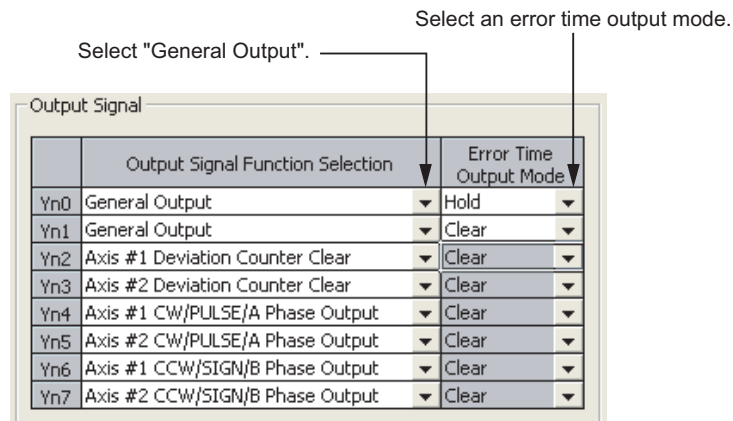 Select an error time output mode.
Select "General Output".
Output Signal
Output Signal Function Selection
Error Time
Output Mode
Yn0 General Output Hold
Yn1 General Output Clear
Yn2 Axis #1 Deviation Counter Clear Clear
Yn3 Axis #2 Deviation Counter Clear Clear
Yn4 Axis #1 CW/PULSE/A Phase Output Clear
Yn5 Axis #2 CW/PULSE/A Phase Output Clear
Yn6 Axis #1 CCW/SIGN/B Phase Output Clear
Yn7 Axis #2 CCW/SIGN/B Phase Output Clear